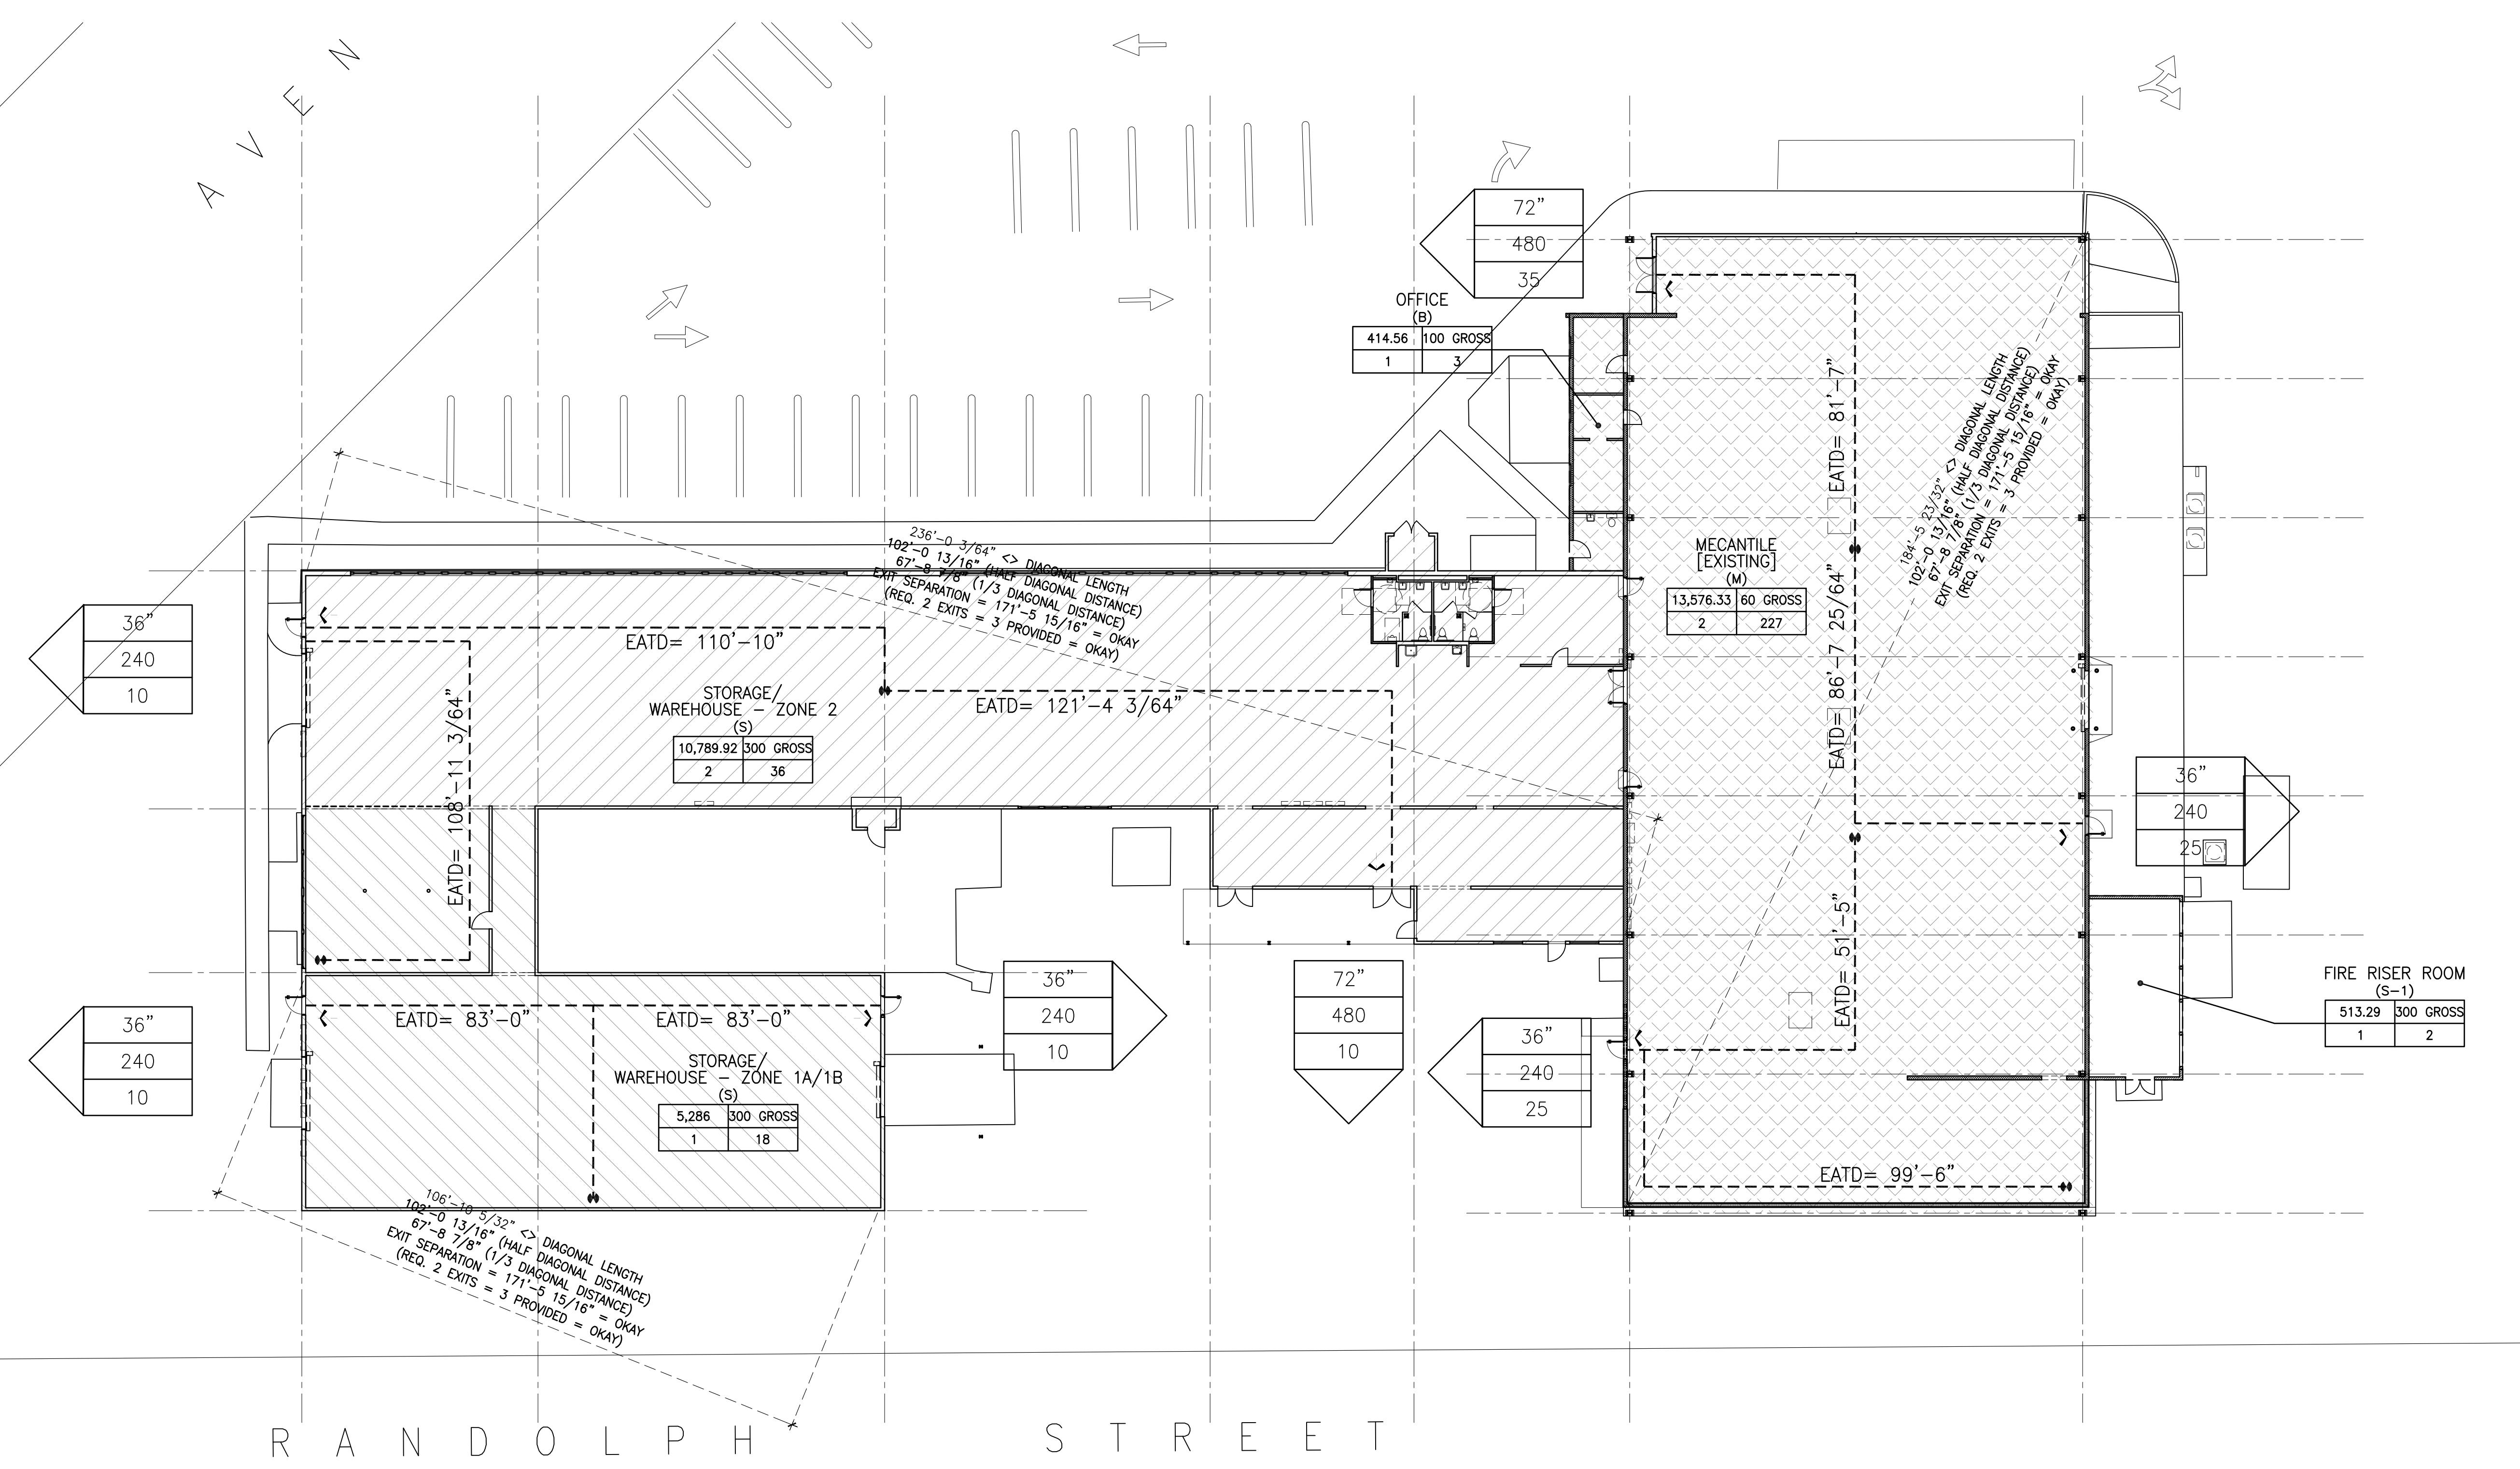 A V E N
72"
480
35
OFFICE
(B)
414.56 100 GROSS
1 3
EATD= 81'-7"
184'-5 23/32" <> DIAGONAL LENGTH
102'-0 13/16" (HALF DIAGONAL DISTANCE)
67'-8 7/8" (1/3 DIAGONAL DISTANCE)
EXIT SEPARATION = 171'-5 15/16" = OKAY
(REQ. 2 EXITS = 3 PROVIDED = OKAY)
236'-0 3/64" <> DIAGONAL LENGTH
102'-0 13/16" (HALF DIAGONAL DISTANCE)
67'-8 7/8" (1/3 DIAGONAL DISTANCE)
EXIT SEPARATION = 171'-5 15/16" = OKAY
(REQ. 2 EXITS = 3 PROVIDED = OKAY)
MECANTILE
[EXISTING]
(M)
13,576.33 60 GROSS
2 227
EATD= 86'-7 25/64"
36"
240
10
EATD= 110'-10"
EATD= 108'-11 3/64"
STORAGE/
WAREHOUSE - ZONE 2
(S)
10,789.92 300 GROSS
2 36
EATD= 121'-4 3/64"
36"
240
25
EATD= 51'-5"
36"
240
10
72"
480
10
FIRE RISER ROOM
(S-1)
513.29 300 GROSS
1 2
36"
240
10
EATD= 83'-0"
EATD= 83'-0"
36"
240
25
STORAGE/
WAREHOUSE - ZONE 1A/1B
(S)
5,286 300 GROSS
1 18
EATD= 99'-6"
106'-10 5/32" <> DIAGONAL LENGTH
102'-0 13/16" (HALF DIAGONAL DISTANCE)
67'-8 7/8" (1/3 DIAGONAL DISTANCE)
EXIT SEPARATION = 171'-5 15/16" = OKAY
(REQ. 2 EXITS = 3 PROVIDED = OKAY)
RANDOLPH STREET